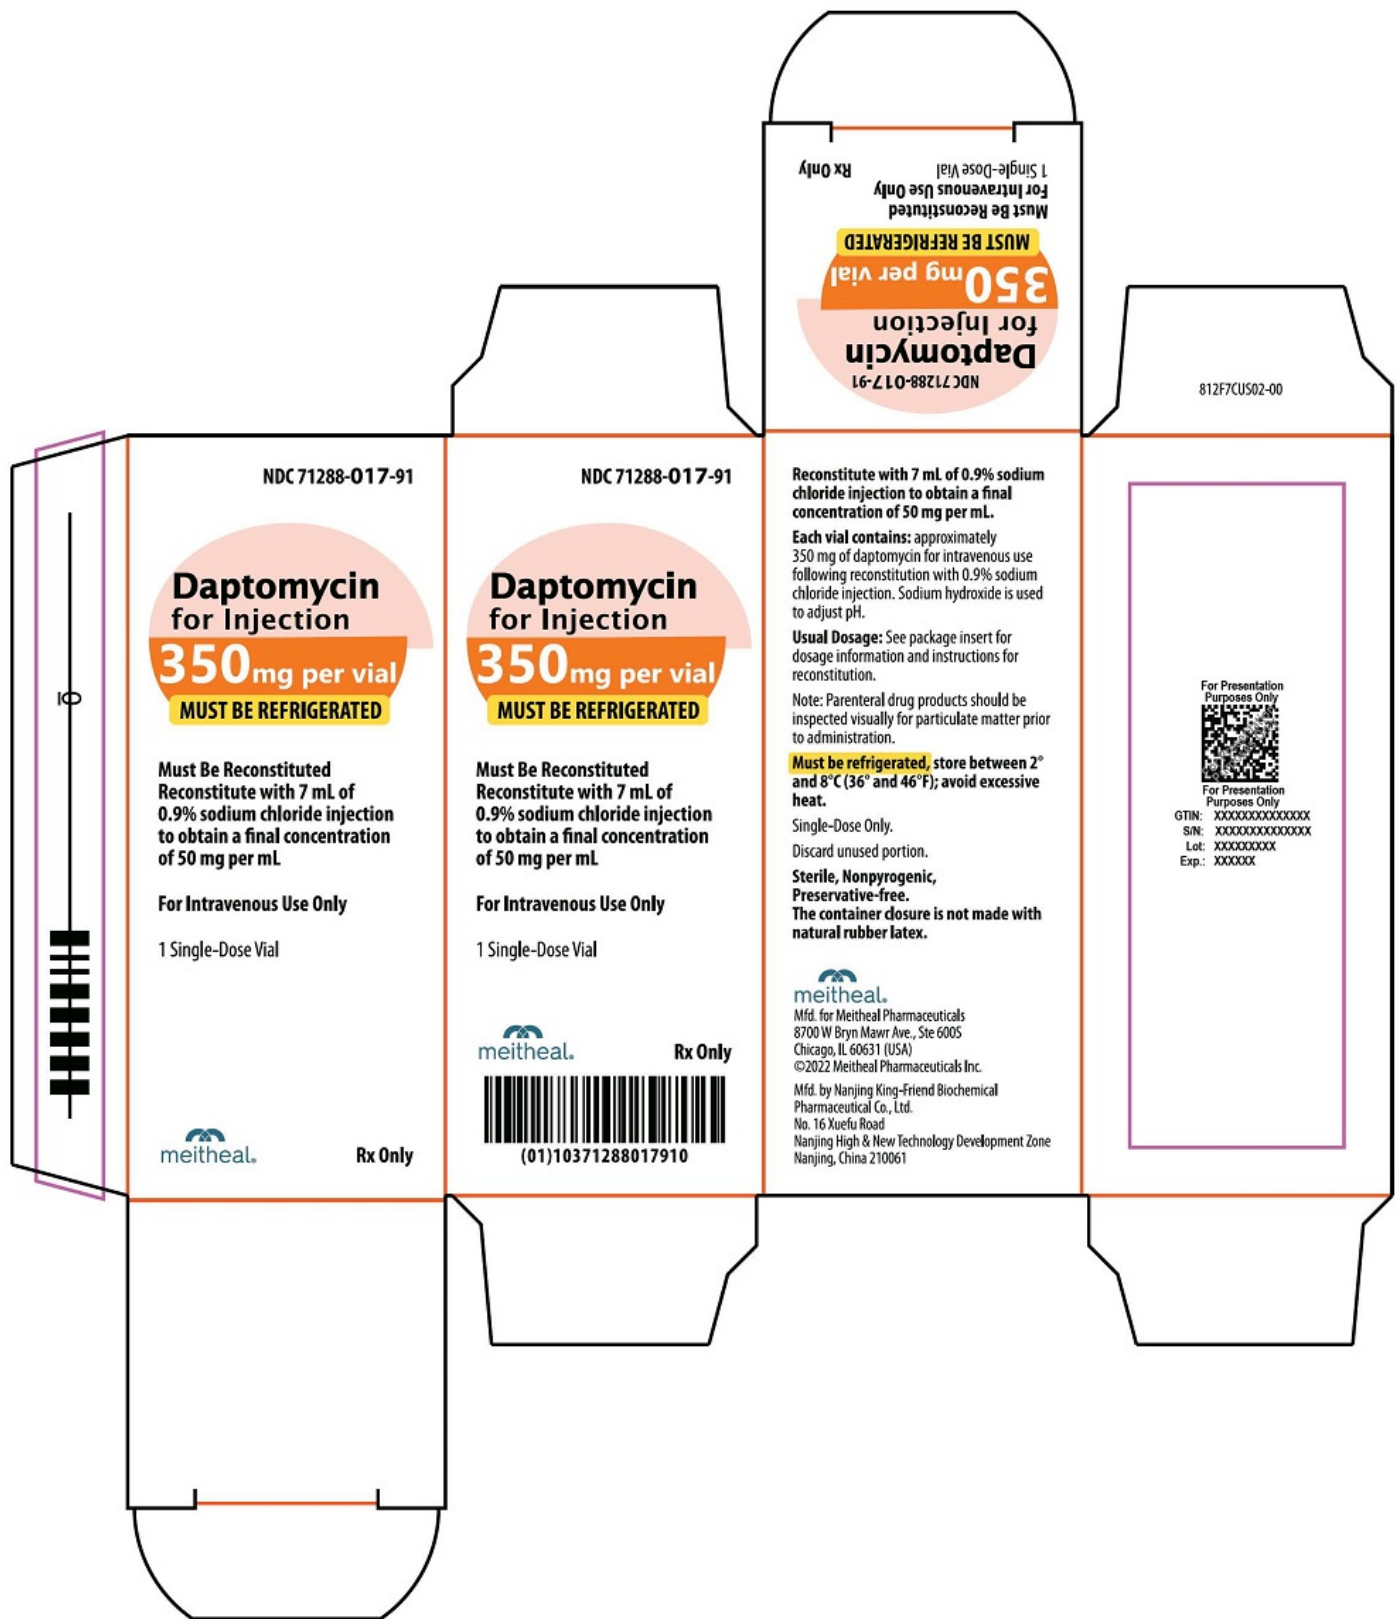 NDC 71288-017-91
Daptomycin
for Injection
350 mg per vial
MUST BE REFRIGERATED
Must Be Reconstituted
For Intravenous Use Only
1 Single-Dose Vial
Rx Only
812F7CUS02-00
0
NDC 71288-017-91
Daptomycin
for Injection
350 mg per vial
MUST BE REFRIGERATED
Must Be Reconstituted
Reconstitute with 7 mL of
0.9% sodium chloride injection
to obtain a final concentration
of 50 mg per mL
For Intravenous Use Only
1 Single-Dose Vial
meitheal®
Rx Only
NDC 71288-017-91
Daptomycin
for Injection
350 mg per vial
MUST BE REFRIGERATED
Must Be Reconstituted
Reconstitute with 7 mL of
0.9% sodium chloride injection
to obtain a final concentration
of 50 mg per mL
For Intravenous Use Only
1 Single-Dose Vial
meitheal®
Rx Only
(01)10371288017910
Reconstitute with 7 mL of 0.9% sodium
chloride injection to obtain a final
concentration of 50 mg per mL.
Each vial contains: approximately
350 mg of daptomycin for intravenous use
following reconstitution with 0.9% sodium
chloride injection. Sodium hydroxide is used
to adjust pH.
Usual Dosage: See package insert for
dosage information and instructions for
reconstitution.
Note: Parenteral drug products should be
inspected visually for particulate matter prior
to administration.
Must be refrigerated, store between 2°
and 8°C (36° and 46°F); avoid excessive
heat.
Single-Dose Only.
Discard unused portion.
Sterile, Nonpyrogenic,
Preservative-free.
The container closure is not made with
natural rubber latex.
meitheal®
Mfd. for Meitheal Pharmaceuticals
8700 W Bryn Mawr Ave., Ste 600S
Chicago, IL 60631 (USA)
©2022 Meitheal Pharmaceuticals Inc.
Mfd. by Nanjing King-Friend Biochemical
Pharmaceutical Co., Ltd.
No. 16 Xuefu Road
Nanjing High & New Technology Development Zone
Nanjing, China 210061
For Presentation
Purposes Only
For Presentation
Purposes Only
GTIN: XXXXXXXXXXXXXX
S/N: XXXXXXXXXXXXXX
Lot: XXXXXXXXX
Exp.: XXXXXX